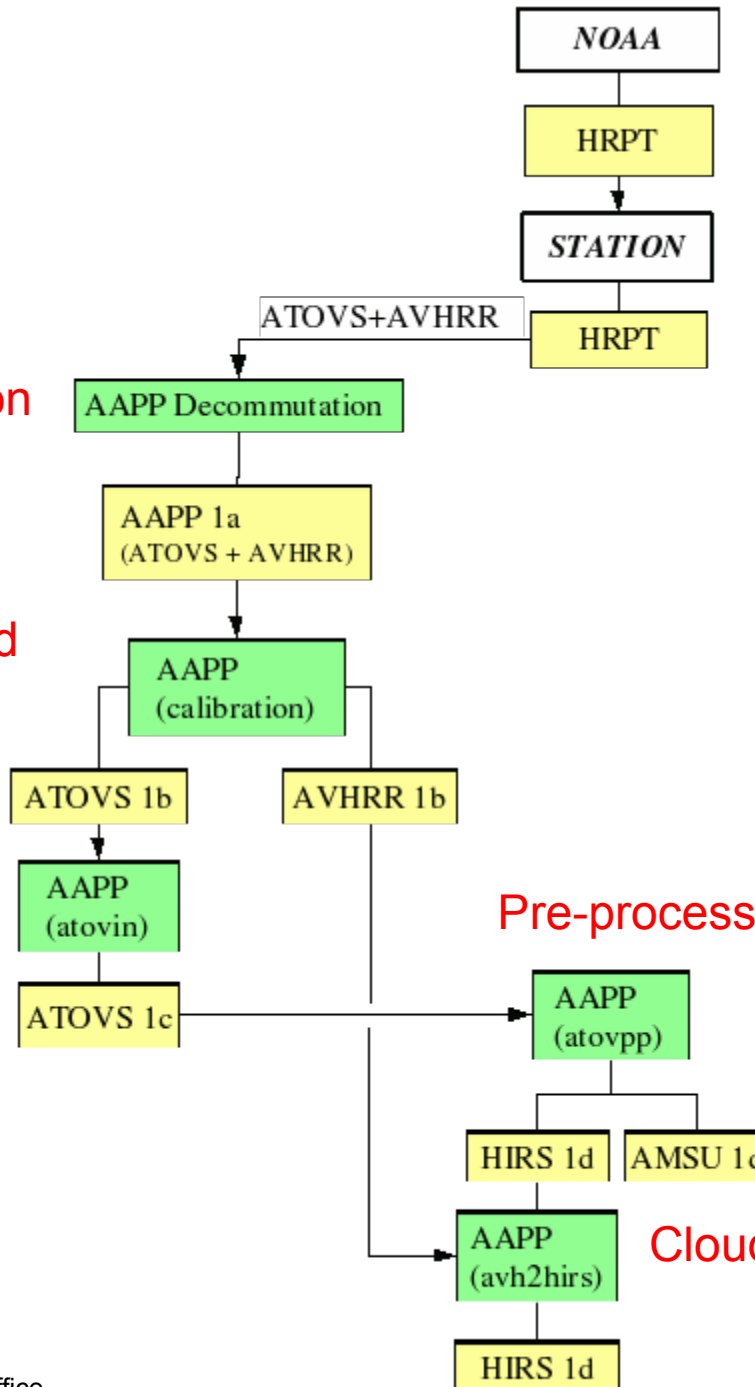 NOAA
HRPT
STATION
ATOVS+AVHRR
HRPT
AAPP Decommutation
AAPP 1a
(ATOVS + AVHRR)
AAPP
(calibration)
ATOVS 1b
AVHRR 1b
AAPP
(atovin)
Pre-process
ATOVS 1c
AAPP
(atovpp)
HIRS 1d
AMSU
AAPP
(avh2hirs)
HIRS 1d